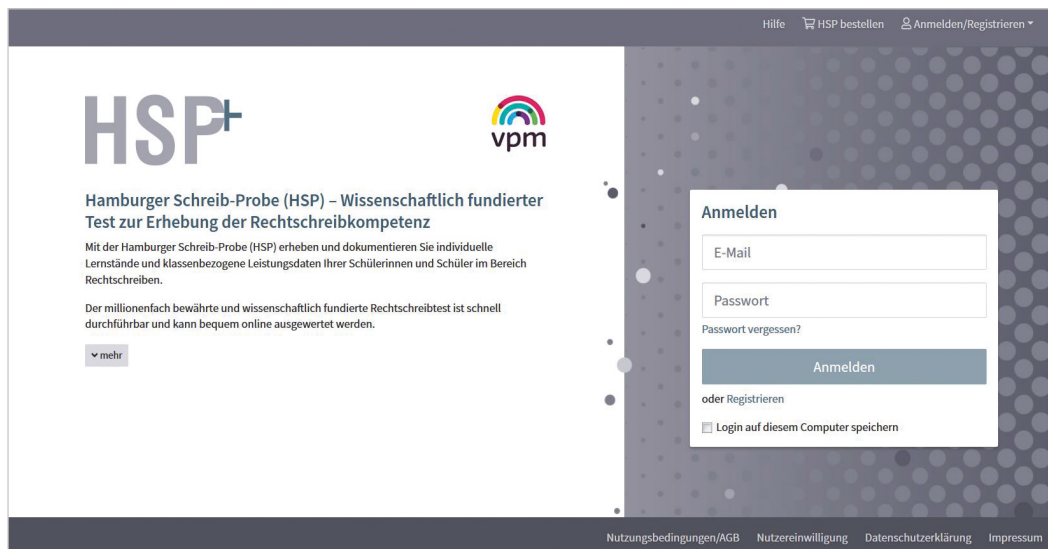 Hilfe HSP bestellen Anmelden/Registrieren
HSP+
vpm
Hamburger Schreib-Probe (HSP) – Wissenschaftlich fundierter
Test zur Erhebung der Rechtschreibkompetenz
Mit der Hamburger Schreib-Probe (HSP) erheben und dokumentieren Sie individuelle
Lernstände und klassenbezogene Leistungsdaten Ihrer Schülerinnen und Schüler im Bereich
Rechtschreiben.
Der millionenfach bewährte und wissenschaftlich fundierte Rechtschreibtest ist schnell
durchführbar und kann bequem online ausgewertet werden.
mehr
Anmelden
E-Mail
Passwort
Passwort vergessen?
Anmelden
oder Registrieren
Login auf diesem Computer speichern
Nutzungsbedingungen/AGB Nutzereinwilligung Datenschutzerklärung Impressum